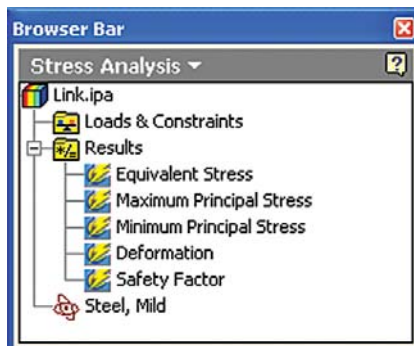 Browser Bar
Stress Analysis
Link.ipa
Loads & Constraints
Results
Equivalent Stress
Maximum Principal Stress
Minimum Principal Stress
Deformation
Safety Factor
Steel, Mild